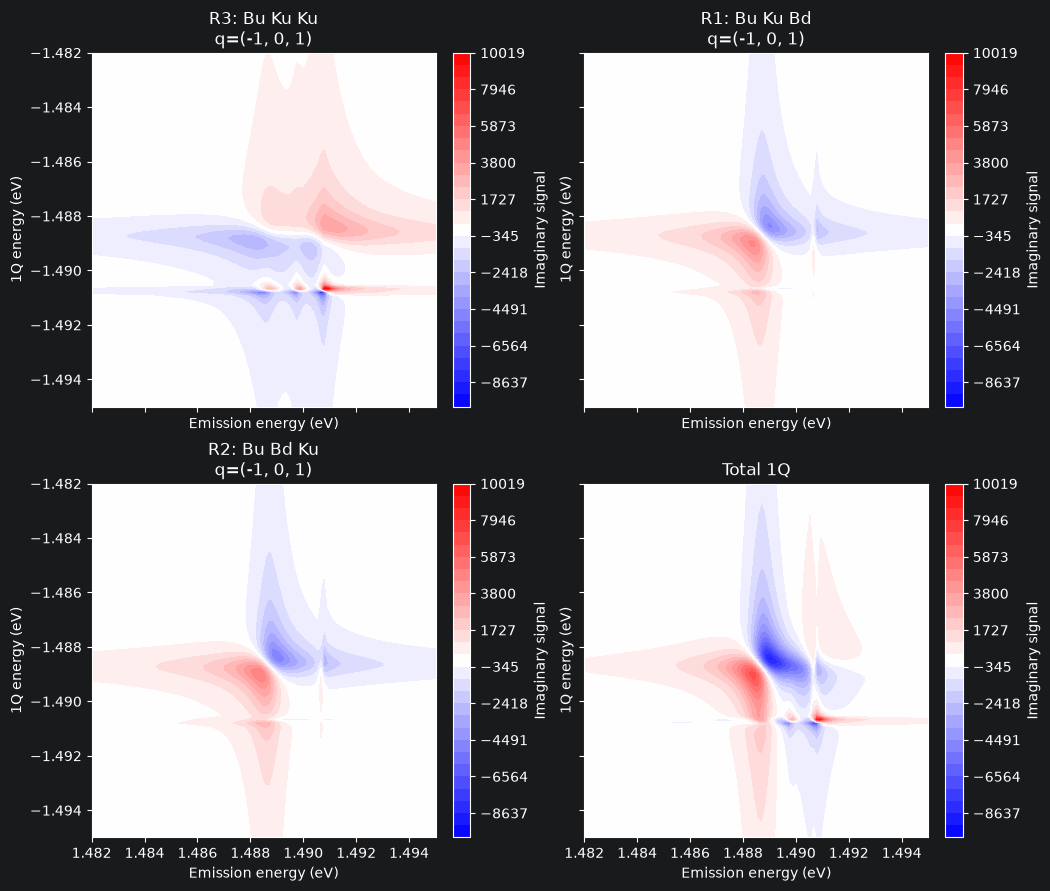 R3: Bu Ku Ku
q=(-1, 0, 1)
1Q energy (eV)
−1.482
−1.484
−1.486
−1.488
−1.490
−1.492
−1.494
Emission energy (eV)
10019
7946
5873
3800
1727
−345
−2418
−4491
−6564
−8637
Imaginary signal
R1: Bu Ku Bd
q=(-1, 0, 1)
1Q energy (eV)
Emission energy (eV)
10019
7946
5873
3800
1727
−345
−2418
−4491
−6564
−8637
Imaginary signal
R2: Bu Bd Ku
q=(-1, 0, 1)
1Q energy (eV)
−1.482
−1.484
−1.486
−1.488
−1.490
−1.492
−1.494
1.482 1.484 1.486 1.488 1.490 1.492 1.494
Emission energy (eV)
10019
7946
5873
3800
1727
−345
−2418
−4491
−6564
−8637
Imaginary signal
Total 1Q
1Q energy (eV)
1.482 1.484 1.486 1.488 1.490 1.492 1.494
Emission energy (eV)
10019
7946
5873
3800
1727
−345
−2418
−4491
−6564
−8637
Imaginary signal